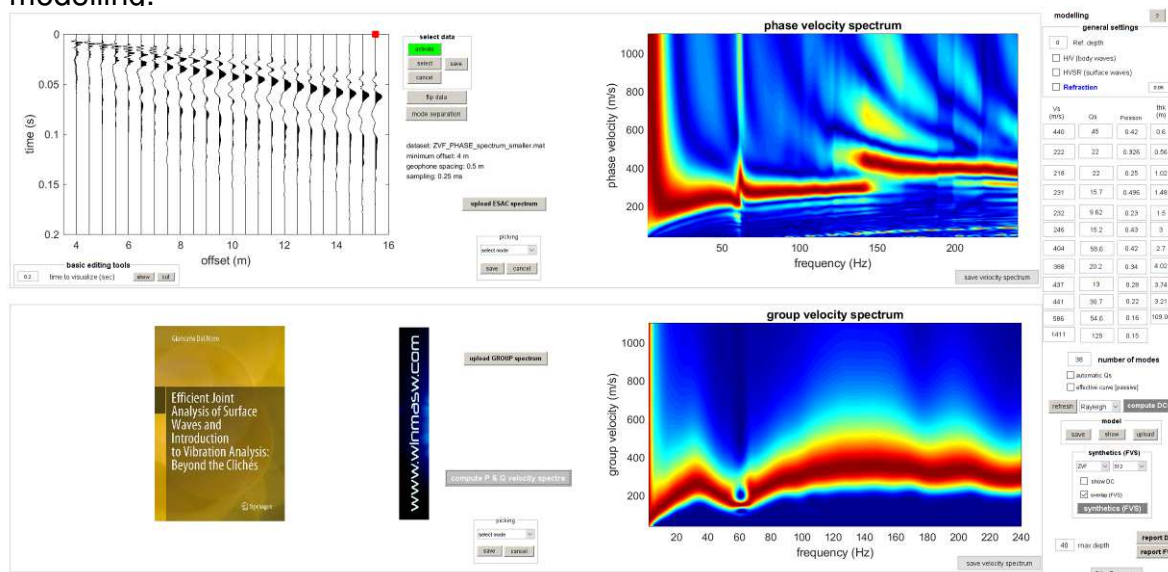 modelling.
0
0.05
0.1
0.15
0.2
time (s)
4
5
6
7
8
9
10
11
12
13
14
15
16
offset (m)
basic editing tools
0.2
time to visualize (sec)
show
cut
select data
activate
select
save
cancel
flip data
mode separation
dataset: ZVF_PHASE_spectrum_smaller.mat
minimum offset: 4 m
geophone spacing: 0.5 m
sampling: 0.25 ms
upload ESAC spectrum
picking
select mode
save
cancel
phase velocity spectrum
1000
800
600
400
200
phase velocity (m/s)
50
100
150
200
frequency (Hz)
save velocity spectrum
Efficient Joint
Analysis of Surface
Waves and
Introduction
to Vibration Analysis:
Beyond the Clichés
Springer
www.winmasw.com
upload GROUP spectrum
compute P & G velocity spectra
picking
select mode
save
cancel
group velocity spectrum
1000
800
600
400
200
group velocity (m/s)
20
40
60
80
100
120
140
160
180
200
220
240
frequency (Hz)
save velocity spectrum
modelling
?
general settings
0
Ref. depth
H/V (body waves)
HVSR (surface waves)
Refraction
Vs
(m/s)
Qs
Poisson
thk
(m)
440 45 0.42 0.6
222 22 0.326 0.56
218 22 0.25 1.02
231 15.7 0.496 1.48
232 9.62 0.23 1.5
246 15.2 0.43 3
404 58.6 0.42 2.7
20.2 0.34 4.02
437 13 0.28 3.74
441 0.22 3.21
586 54.6 0.16
1411 129 0.15
number of modes
automatic Qs
effective curve [passive]
refresh
Rayleigh
compute DC
model
save
show
upload
synthetics (FVS)
ZVF
512
show DC
overlap (FVS)
synthetics (FVS)
40
max depth
report D
report FV